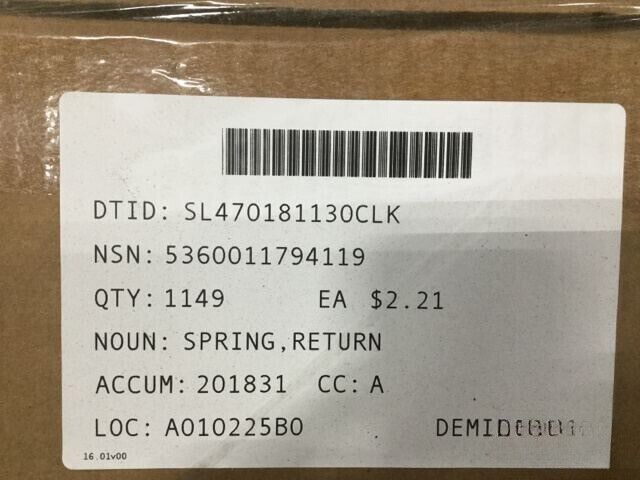 DTID: SL470181130CLK
NSN: 5360011794119
QTY: 1149 EA $2.21
NOUN: SPRING,RETURN
ACCUM: 201831 CC: A
LOC: A010225B0
16.01v00